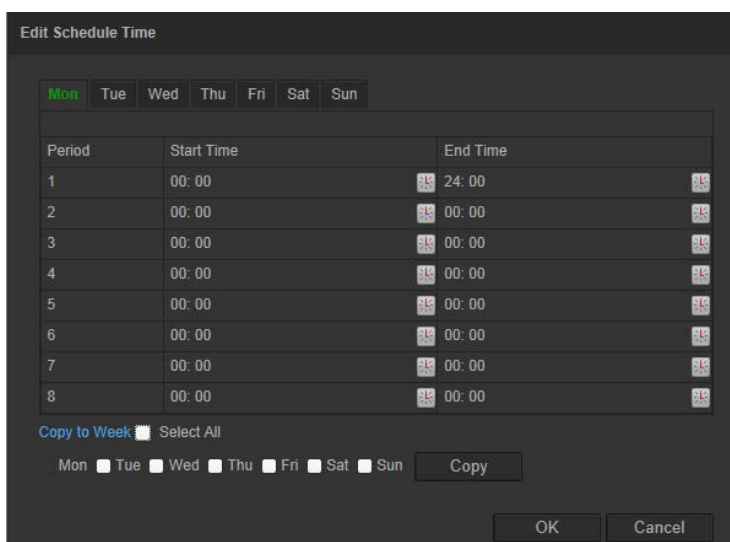 Edit Schedule Time
Mon Tue Wed Thu Fri Sat Sun
Period Start Time End Time
1 00: 00 24: 00
2 00: 00 00: 00
3 00: 00 00: 00
4 00: 00 00: 00
5 00: 00 00: 00
6 00: 00 00: 00
7 00: 00 00: 00
8 00: 00 00: 00
Copy to Week Select All
Mon Tue Wed Thu Fri Sat Sun Copy
OK Cancel